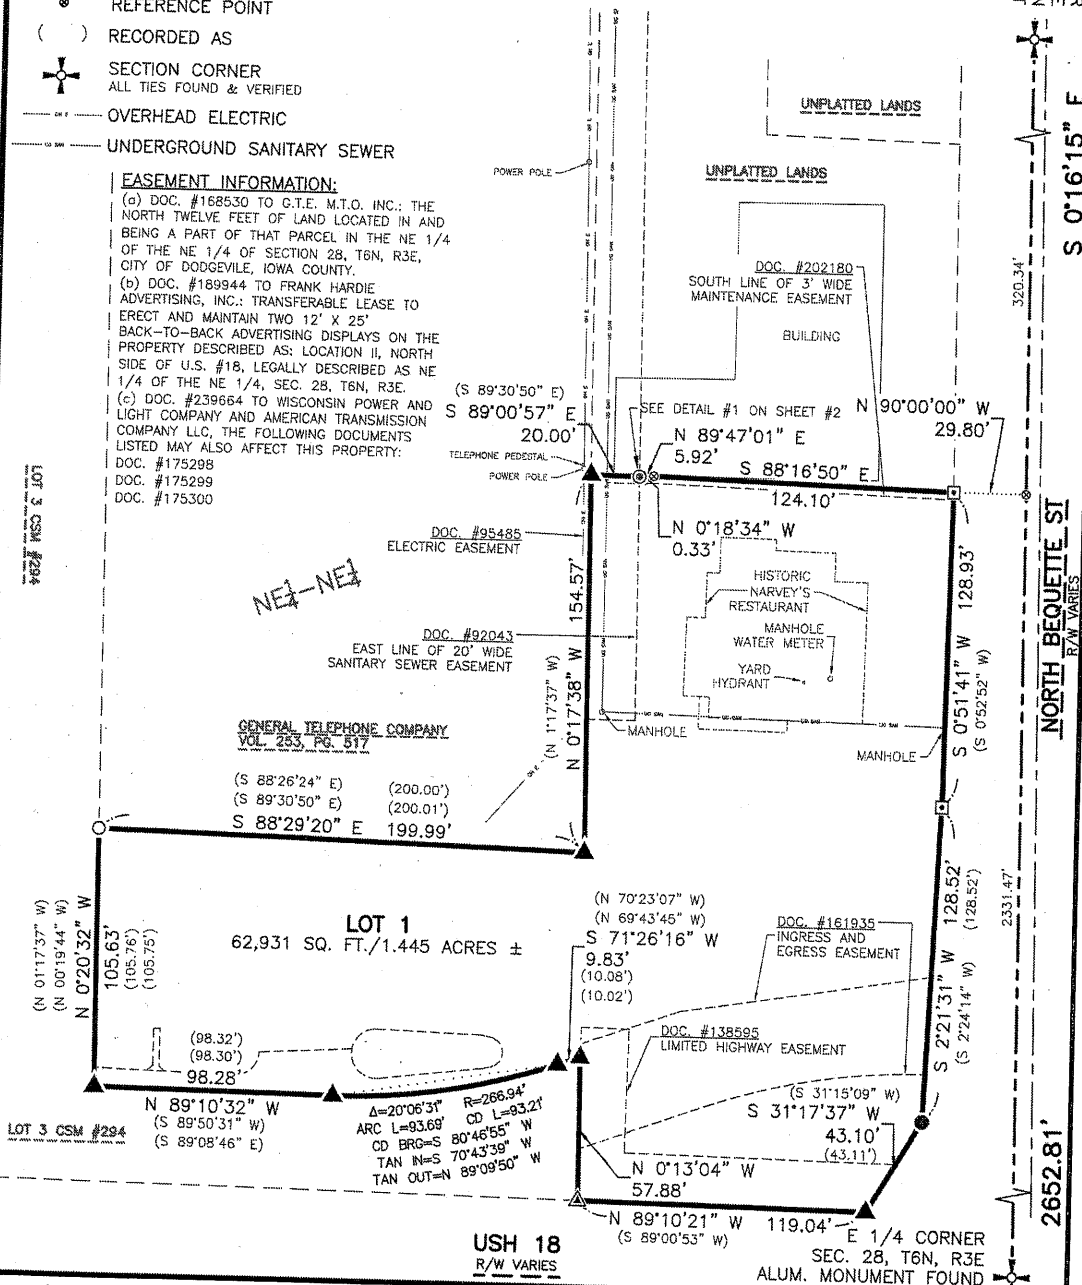 REFERENCE POINT
( ) RECORDED AS
SECTION CORNER
ALL TIES FOUND & VERIFIED
OVERHEAD ELECTRIC
UNDERGROUND SANITARY SEWER
EASEMENT INFORMATION:
(a) DOC. #168530 TO G.T.E. M.T.O. INC.: THE
NORTH TWELVE FEET OF LAND LOCATED IN AND
BEING A PART OF THAT PARCEL IN THE NE 1/4
OF THE NE 1/4 OF SECTION 28, T6N, R3E,
CITY OF DODGEVILE, IOWA COUNTY.
(b) DOC. #189944 TO FRANK HARDIE
ADVERTISING, INC.: TRANSFERABLE LEASE TO
ERECT AND MAINTAIN TWO 12' X 25'
BACK-TO-BACK ADVERTISING DISPLAYS ON THE
PROPERTY DESCRIBED AS: LOCATION II, NORTH
SIDE OF U.S. #18, LEGALLY DESCRIBED AS NE
1/4 OF THE NE 1/4, SEC. 28, T6N, R3E.
(c) DOC. #239664 TO WISCONSIN POWER AND
LIGHT COMPANY AND AMERICAN TRANSMISSION
COMPANY LLC, THE FOLLOWING DOCUMENTS
LISTED MAY ALSO AFFECT THIS PROPERTY:
DOC. #175298
DOC. #175299
DOC. #175300
POWER POLE
UNPLATTED LANDS
UNPLATTED LANDS
DOC. #202180
SOUTH LINE OF 3' WIDE
MAINTENANCE EASEMENT
BUILDING
320.34'
S 0°16'15" E
(S 89°30'50" E)
S 89°00'57" E
20.00'
SEE DETAIL #1 ON SHEET #2
N 90°00'00" W
29.80'
N 89°47'01" E
5.92'
S 88°16'50" E
124.10'
TELEPHONE PEDESTAL
POWER POLE
N 0°18'34" W
0.33'
LOT 3 CSM #294
NE¼-NE¼
DOC. #95485
ELECTRIC EASEMENT
DOC. #92043
EAST LINE OF 20' WIDE
SANITARY SEWER EASEMENT
N 0°17'38" W 154.57'
(N 1°17'37" W)
HISTORIC
NARVEY'S
RESTAURANT
MANHOLE
WATER METER
YARD
HYDRANT
MANHOLE
MANHOLE
S 0°51'41" W 128.93'
(S 0°52'52" W)
NORTH BEQUETTE ST
R/W VARIES
GENERAL TELEPHONE COMPANY
VOL. 253, PG. 517
(S 88°26'24" E) (200.00')
(S 89°30'50" E) (200.01')
S 88°29'20" E 199.99'
(N 01°17'37" W)
(N 00°19'44" W)
N 0°20'32" W
105.63'
(105.76')
(105.75')
LOT 1
62,931 SQ. FT./1.445 ACRES ±
(N 70°23'07" W)
(N 69°43'45" W)
S 71°26'16" W
9.83'
(10.08')
(10.02')
DOC. #161935
INGRESS AND
EGRESS EASEMENT
S 2°21'31" W 128.52'
(S 2°24'14" W) (128.52')
2331.47'
DOC. #138595
LIMITED HIGHWAY EASEMENT
(98.32')
(98.30')
98.28'
N 89°10'32" W
(S 89°50'31" W)
(S 89°08'46" E)
LOT 3 CSM #294
Δ=20°06'31" R=266.94'
ARC L=93.69' CD L=93.21'
CD BRG=S 80°46'55" W
TAN IN=S 70°43'39" W
TAN OUT=N 89°09'50" W
(S 31°15'09" W)
S 31°17'37" W
43.10'
(43.11')
N 0°13'04" W
57.88'
N 89°10'21" W 119.04'
(S 89°00'53" W)
USH 18
R/W VARIES
E 1/4 CORNER
SEC. 28, T6N, R3E
ALUM. MONUMENT FOUND
2652.81'